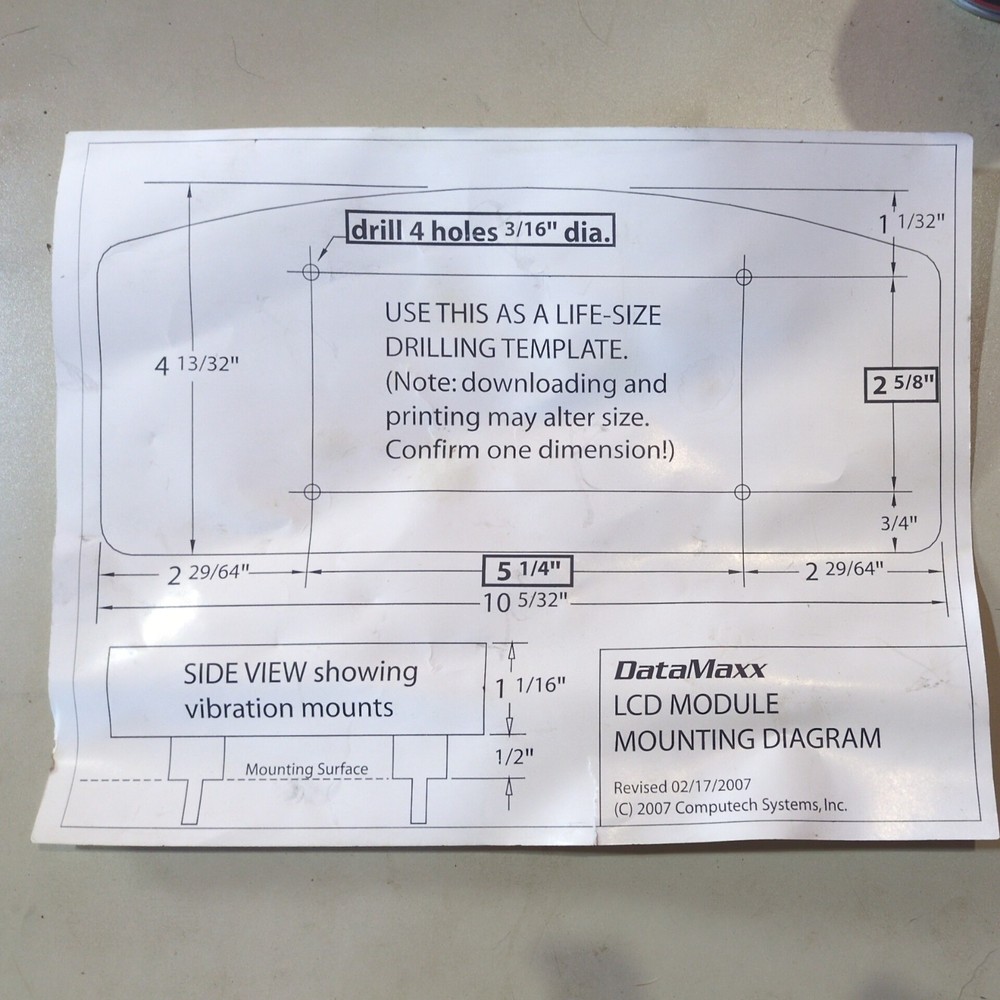 1 1/32"
drill 4 holes 3/16" dia.
USE THIS AS A LIFE-SIZE
DRILLING TEMPLATE.
(Note: downloading and
printing may alter size.
Confirm one dimension!)
4 13/32"
2 5/8"
3/4"
2 29/64"
5 1/4"
2 29/64"
10 5/32"
SIDE VIEW showing
vibration mounts
1 1/16"
1/2"
Mounting Surface
DataMaxx
LCD MODULE
MOUNTING DIAGRAM
Revised 02/17/2007
(C) 2007 Computech Systems, Inc.